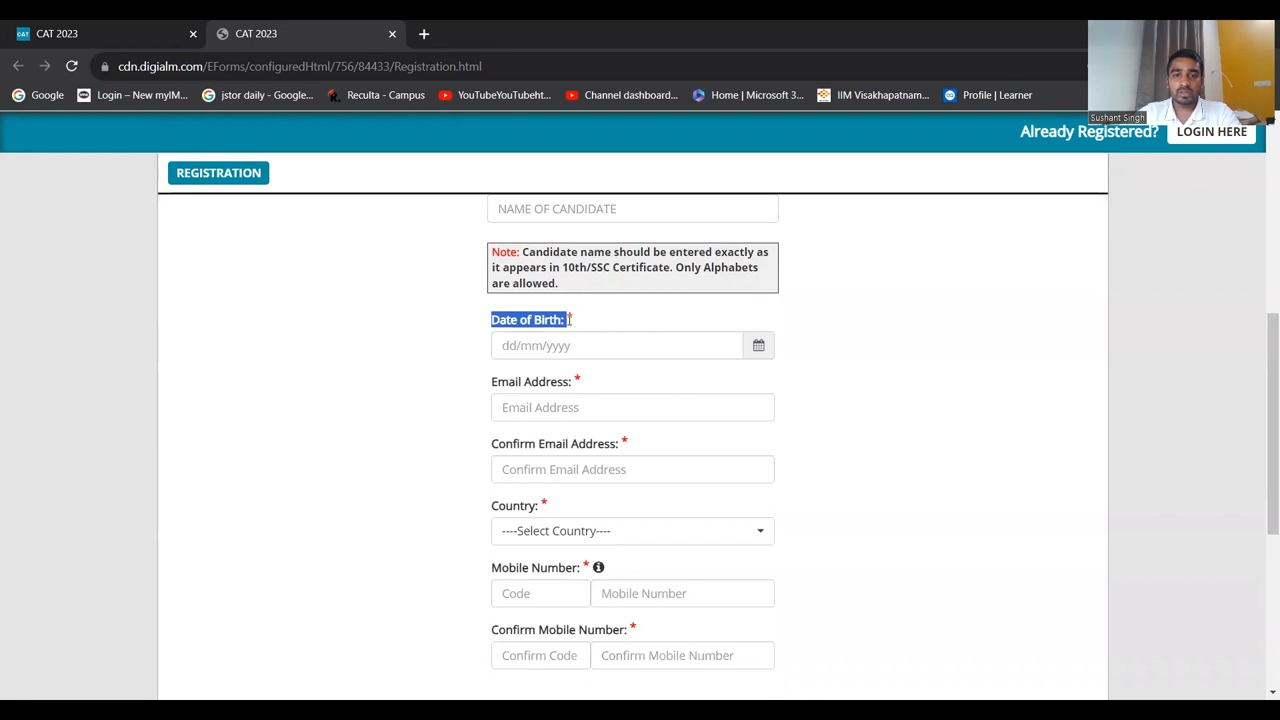 CAT CAT 2023
CAT 2023
cdn.digialm.com/EForms/configuredHtml/756/84433/Registration.html
Google
Login – New myIM...
jstor daily - Google...
Reculta - Campus
YouTubeYouTubeht...
Channel dashboard...
Home | Microsoft 3...
IIM Visakhapatnam...
Profile | Learner
Sushant Singh
Already Registered? LOGIN HERE
REGISTRATION
NAME OF CANDIDATE
Note: Candidate name should be entered exactly as
it appears in 10th/SSC Certificate. Only Alphabets
are allowed.
Date of Birth: *
dd/mm/yyyy
Email Address: *
Email Address
Confirm Email Address: *
Confirm Email Address
Country: *
----Select Country----
Mobile Number: *
Code Mobile Number
Confirm Mobile Number: *
Confirm Code Confirm Mobile Number